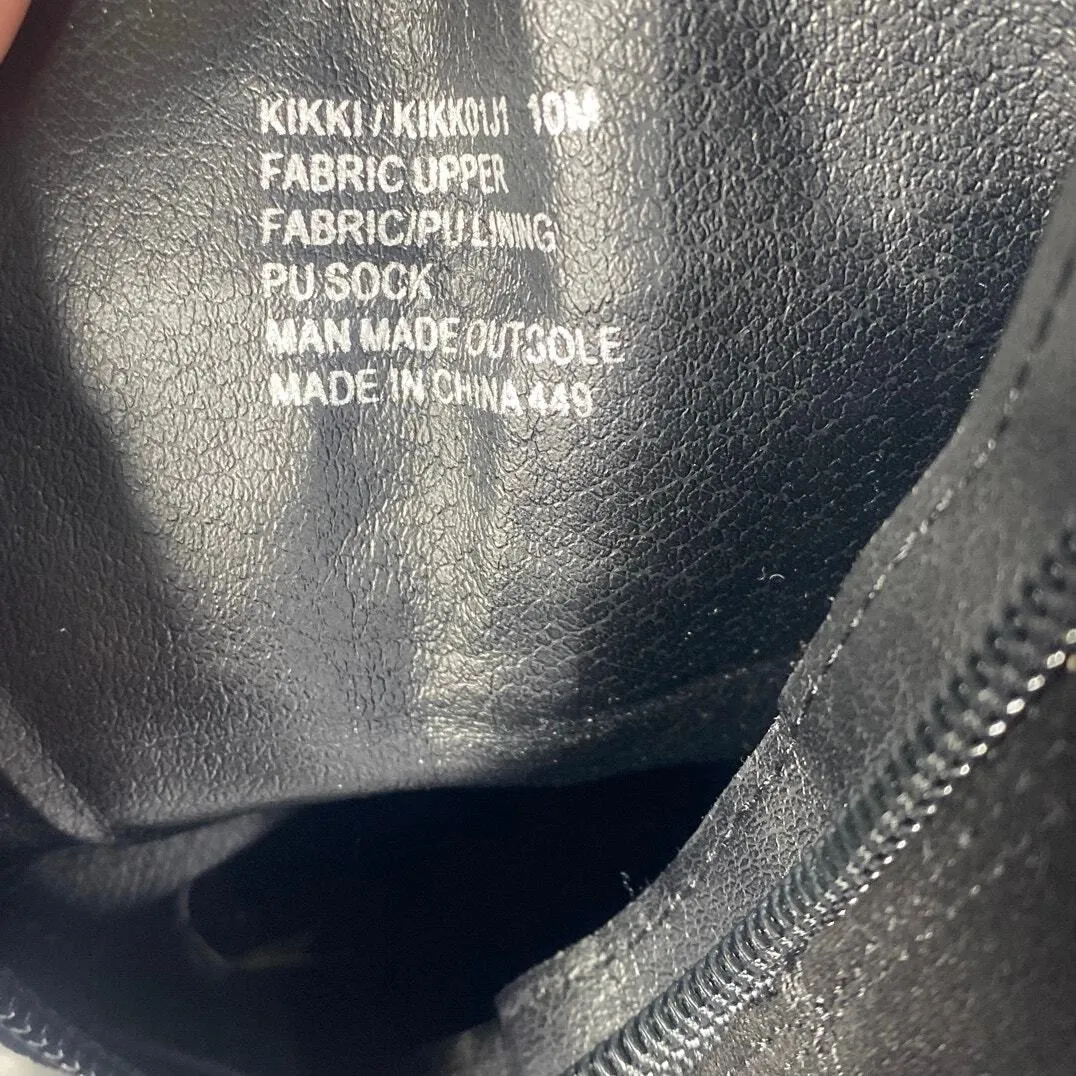 KIKKI / KIKK01J1 10M
FABRIC UPPER
FABRIC/PU LINING
PU SOCK
MAN MADE OUTSOLE
MADE IN CHINA 449